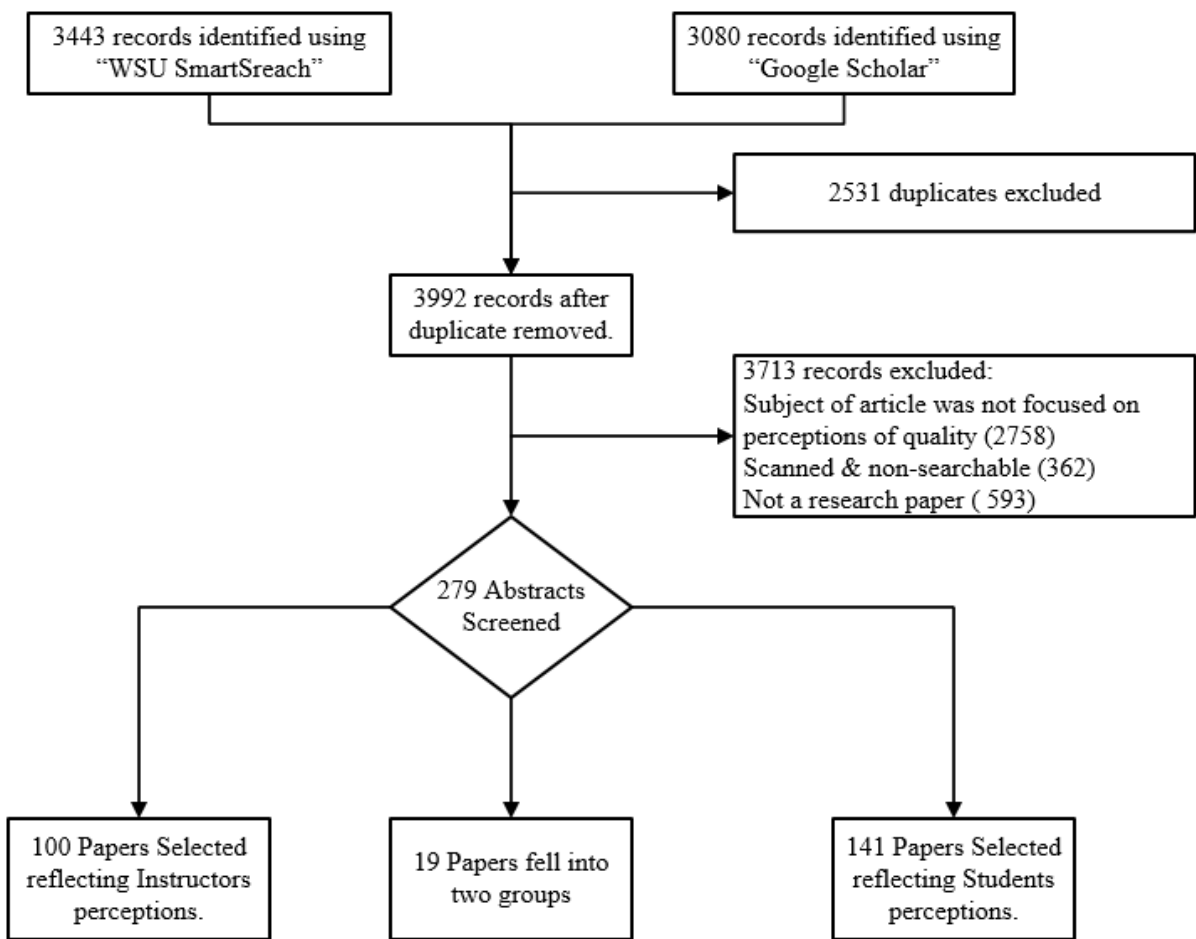 3443 records identified using
“WSU SmartSreach”
3080 records identified using
“Google Scholar”
2531 duplicates excluded
3992 records after
duplicate removed.
3713 records excluded:
Subject of article was not focused on
perceptions of quality (2758)
Scanned & non-searchable (362)
Not a research paper ( 593)
279 Abstracts
Screened
100 Papers Selected
reflecting Instructors
perceptions.
19 Papers fell into
two groups
141 Papers Selected
reflecting Students
perceptions.